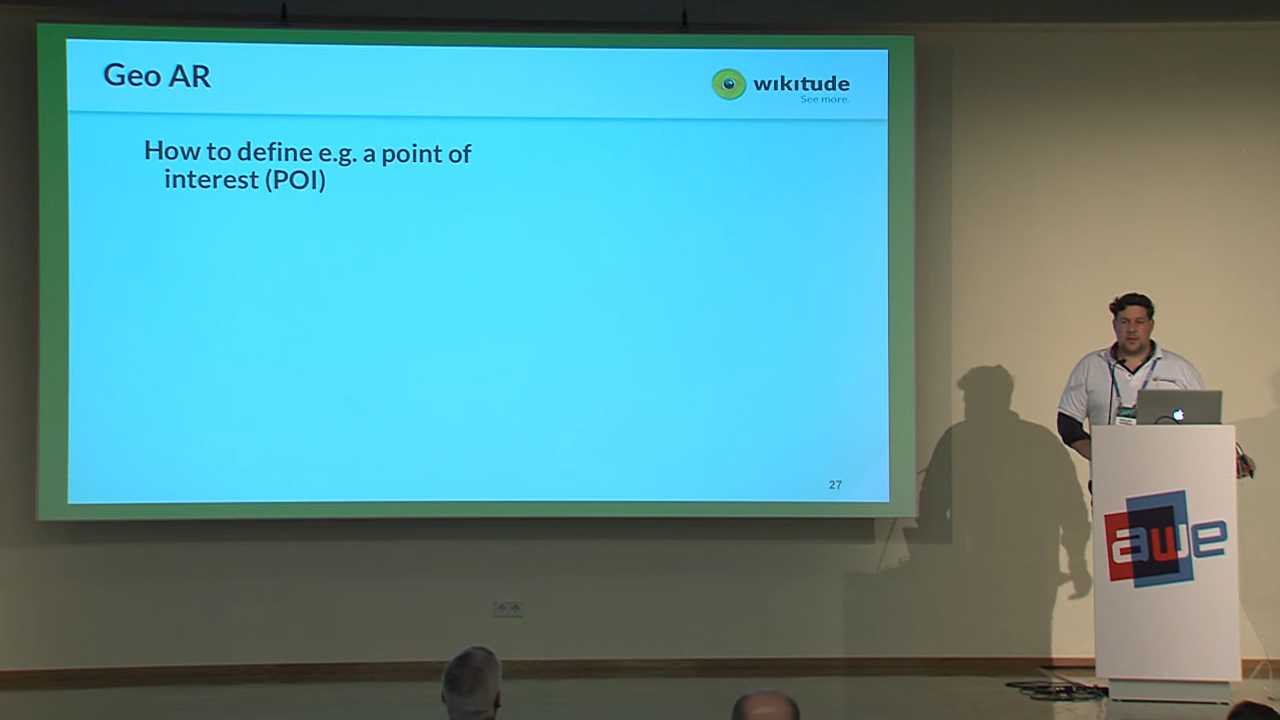 Geo AR
wikitude
See more.
How to define e.g. a point of
interest (POI)
27
awe